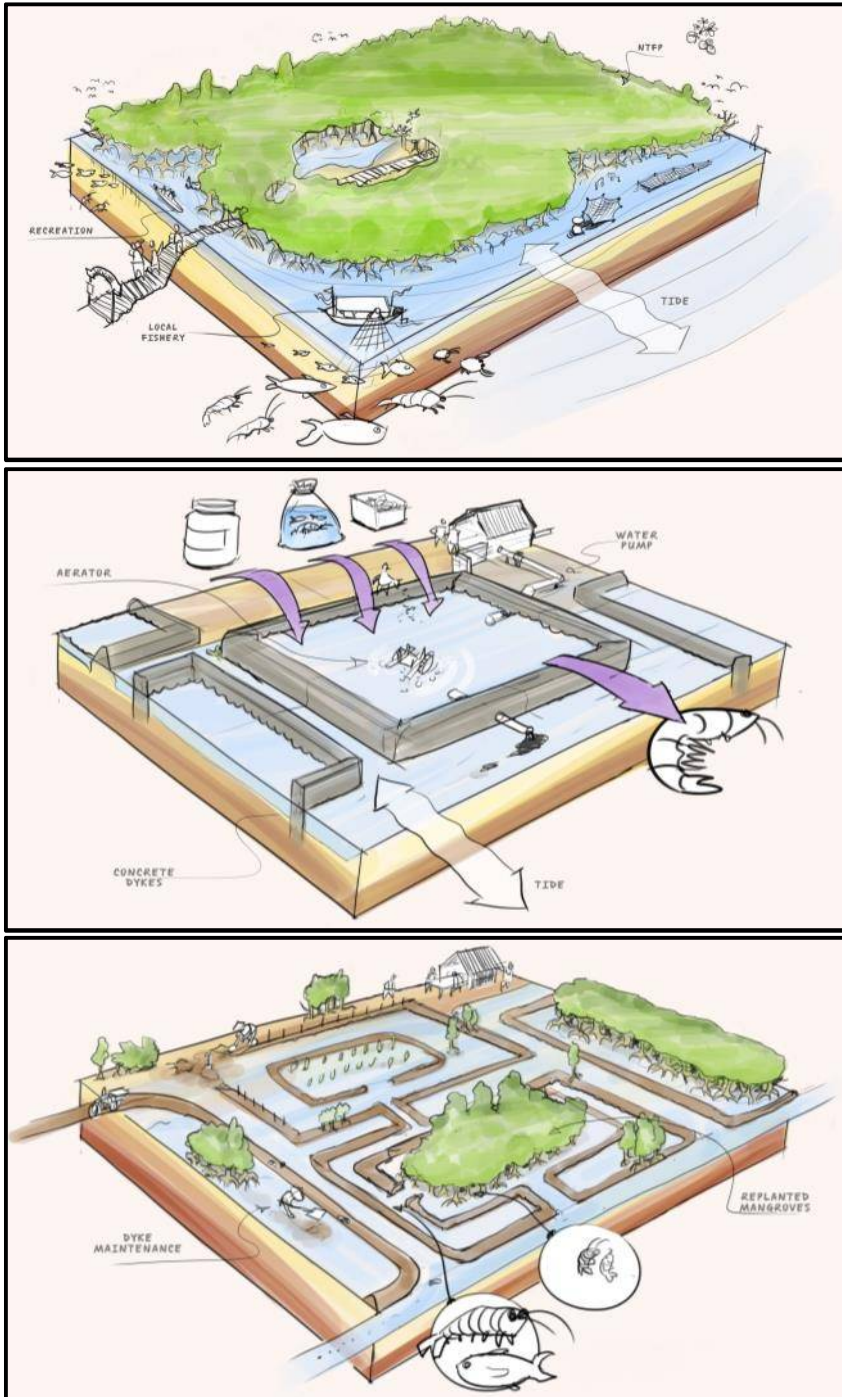 NTFP
RECREATION
LOCAL
FISHERY
TIDE
AERATOR
WATER
PUMP
CONCRETE
DYKES
TIDE
DYKE
MAINTENANCE
REPLANTED
MANGROVES